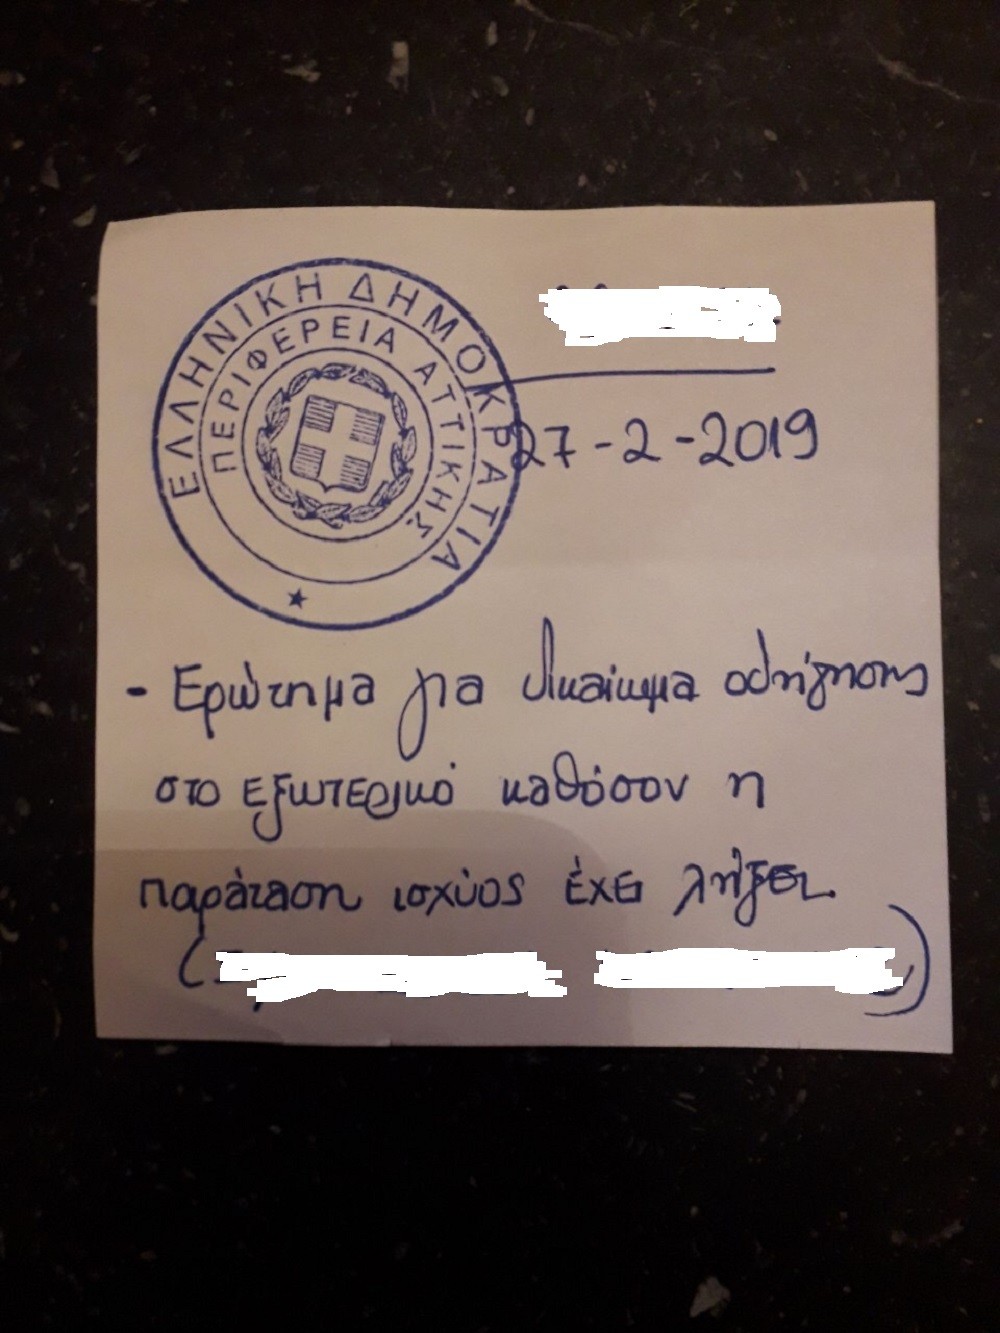 ΕΛΛΗΝΙΚΗ ΔΗΜΟΚΡΑΤΙΑ
ΠΕΡΙΦΕΡΕΙΑ ΑΤΤΙΚΗΣ
27-2-2019
- Ερώτημα για δικαίωμα οδήγησης
στο εξωτερικό καθόσον η
παράταση ισχύος έχει λήξει